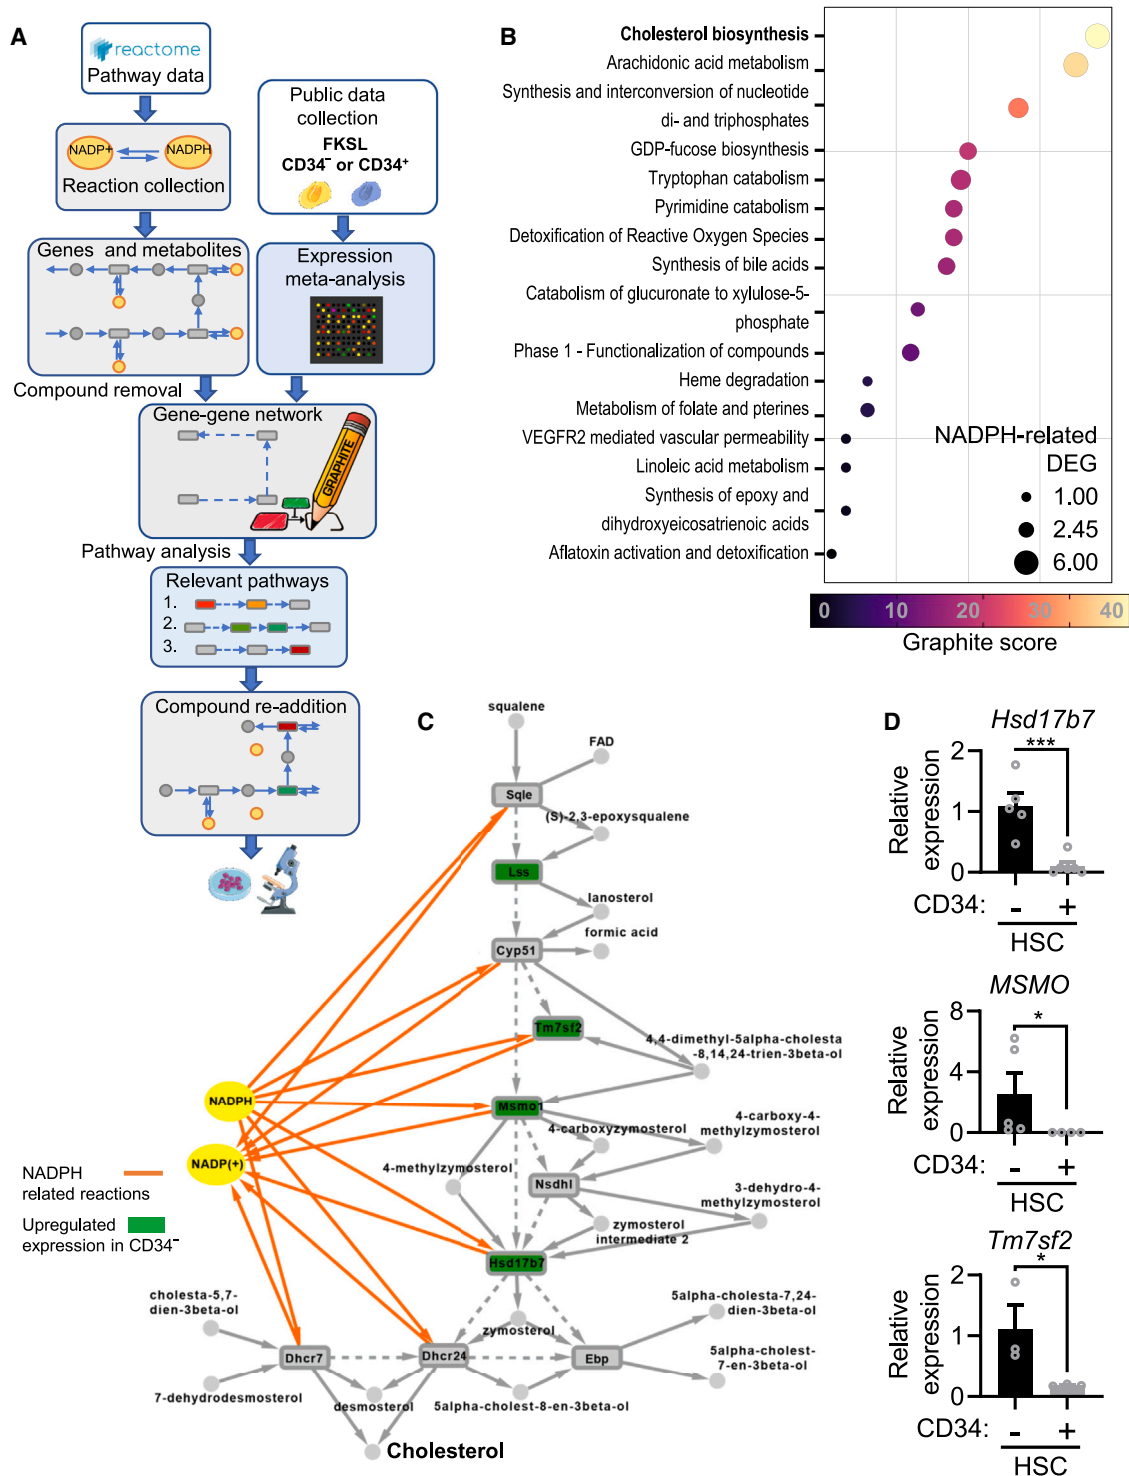 A
reactome
Pathway data
NADP+
NADPH
Reaction collection
Public data
collection
FKSL
CD34⁻ or CD34⁺
Genes and metabolites
Expression
meta-analysis
Compound removal
Gene-gene network
GRAPHITE
Pathway analysis
Relevant pathways
1.
2.
3.
Compound re-addition
B
Cholesterol biosynthesis
Arachidonic acid metabolism
Synthesis and interconversion of nucleotide
di- and triphosphates
GDP-fucose biosynthesis
Tryptophan catabolism
Pyrimidine catabolism
Detoxification of Reactive Oxygen Species
Synthesis of bile acids
Catabolism of glucuronate to xylulose-5-
phosphate
Phase 1 - Functionalization of compounds
Heme degradation
Metabolism of folate and pterines
VEGFR2 mediated vascular permeability
Linoleic acid metabolism
Synthesis of epoxy and
dihydroxyeicosatrienoic acids
Aflatoxin activation and detoxification
NADPH-related
DEG
1.00
2.45
6.00
0 10 20 30 40
Graphite score
C
squalene
FAD
Sqle
(S)-2,3-epoxysqualene
Lss
lanosterol
formic acid
Cyp51
Tm7sf2
4,4-dimethyl-5alpha-cholesta
-8,14,24-trien-3beta-ol
NADPH
Msmo1
4-carboxy-4-
methylzymosterol
4-carboxyzymosterol
NADP(+)
4-methylzymosterol
Nsdhl
3-dehydro-4-
methylzymosterol
zymosterol
intermediate 2
Hsd17b7
NADPH
related reactions
Upregulated
expression in CD34⁻
cholesta-5,7-
dien-3beta-ol
zymosterol
5alpha-cholesta-7,24-
dien-3beta-ol
Dhcr7
Dhcr24
Ebp
5alpha-cholest-
7-en-3beta-ol
7-dehydrodesmosterol
desmosterol
5alpha-cholest-8-en-3beta-ol
Cholesterol
D
Hsd17b7
Relative
expression
2
1
0
***
CD34: - +
HSC
MSMO
Relative
expression
8
4
0
*
CD34: - +
HSC
Tm7sf2
Relative
expression
2
1
0
*
CD34: - +
HSC